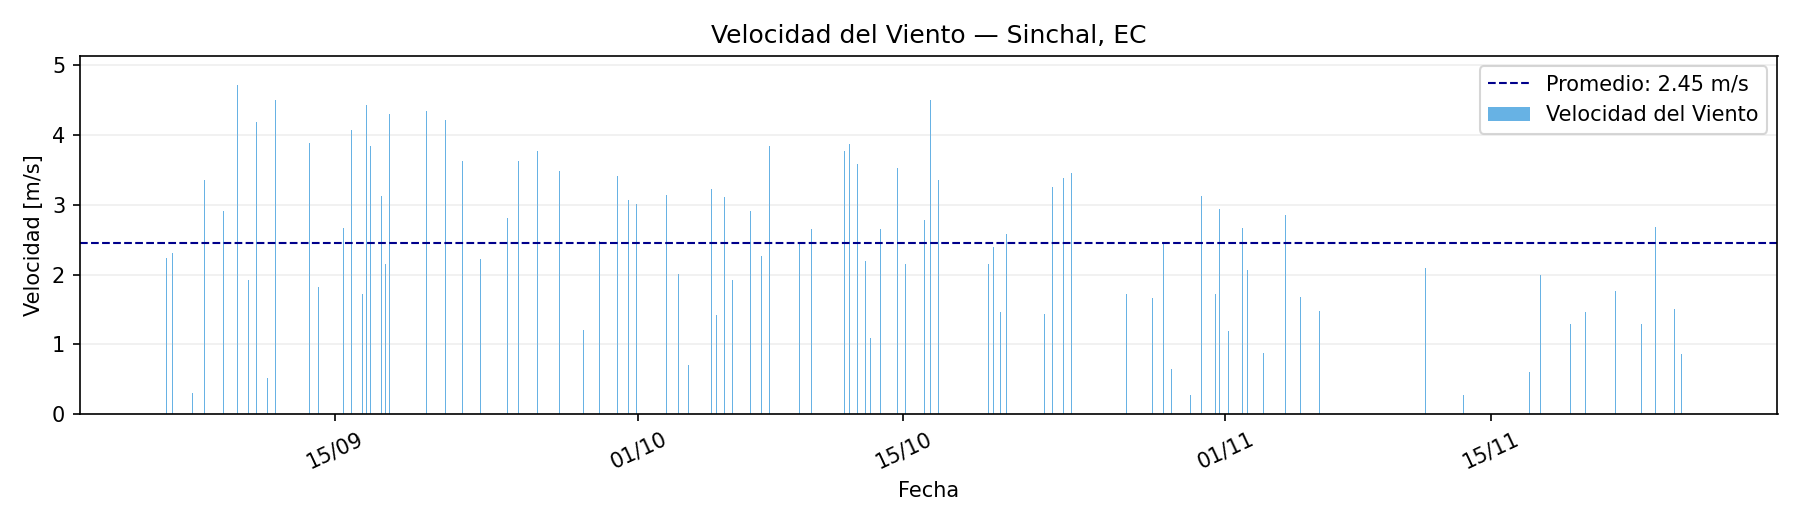 Velocidad del Viento — Sinchal, EC
Velocidad [m/s]
5
4
3
2
1
0
Promedio: 2.45 m/s
Velocidad del Viento
15/09
01/10
15/10
01/11
15/11
Fecha